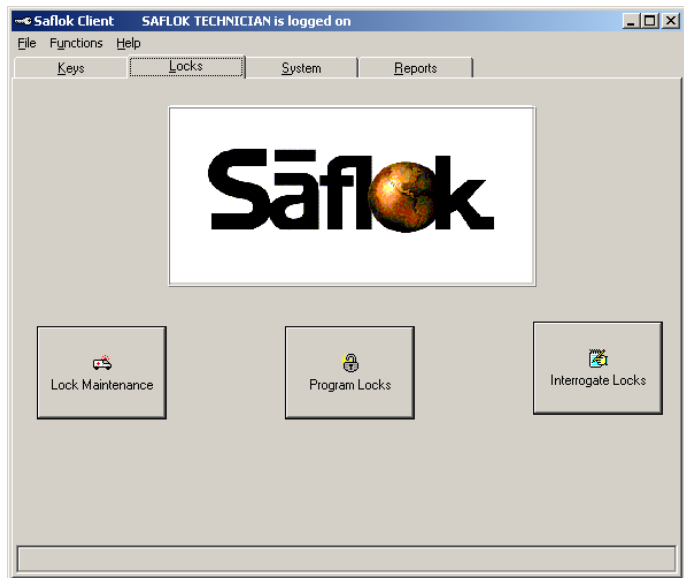 Saflok Client    SAFLOK TECHNICIAN is logged on
File Functions Help
Keys Locks System Reports
Sāflok
Lock Maintenance
Program Locks
Interrogate Locks